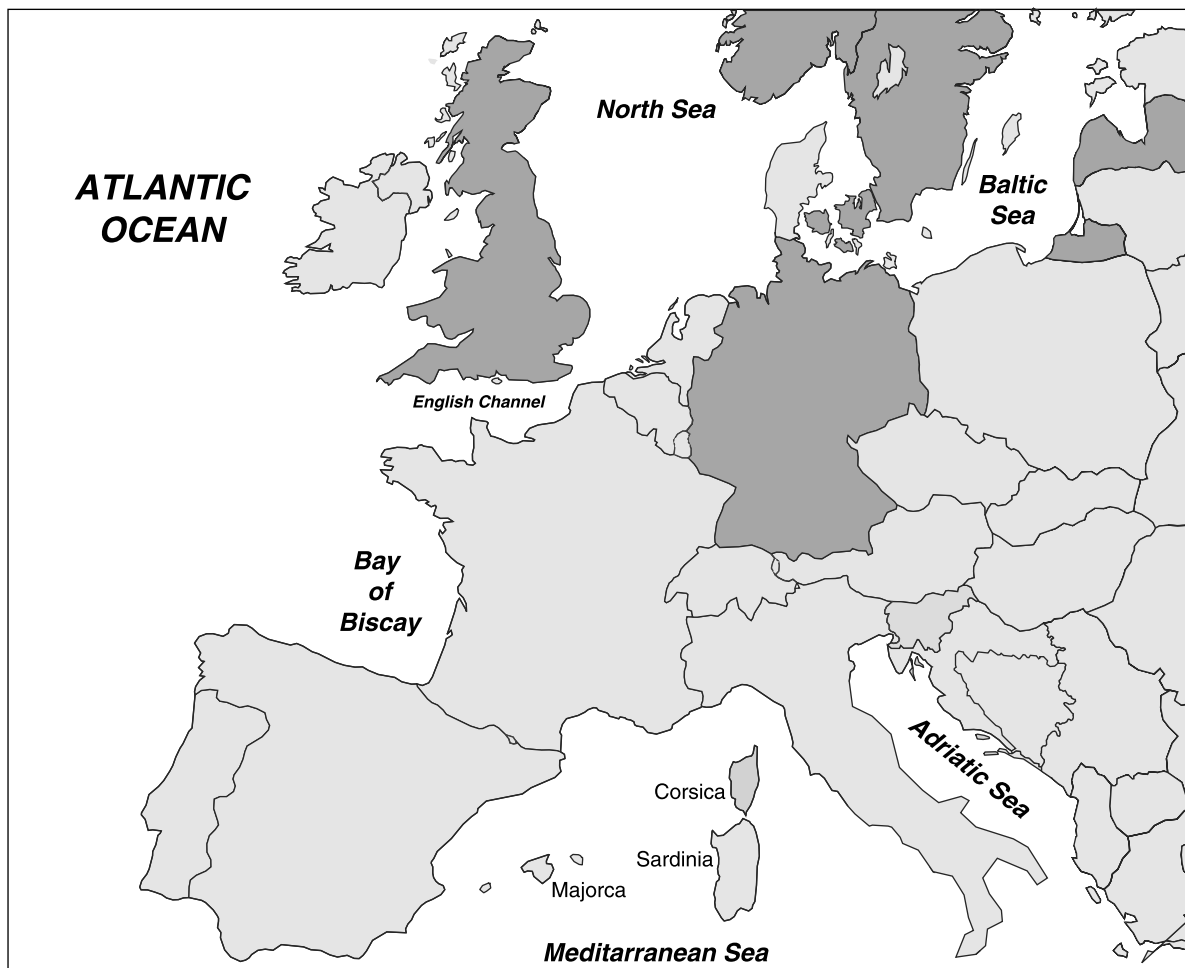 North Sea
ATLANTIC
OCEAN
Baltic
Sea
English Channel
Bay
of
Biscay
Adriatic Sea
Corsica
Sardinia
Majorca
Meditarranean Sea